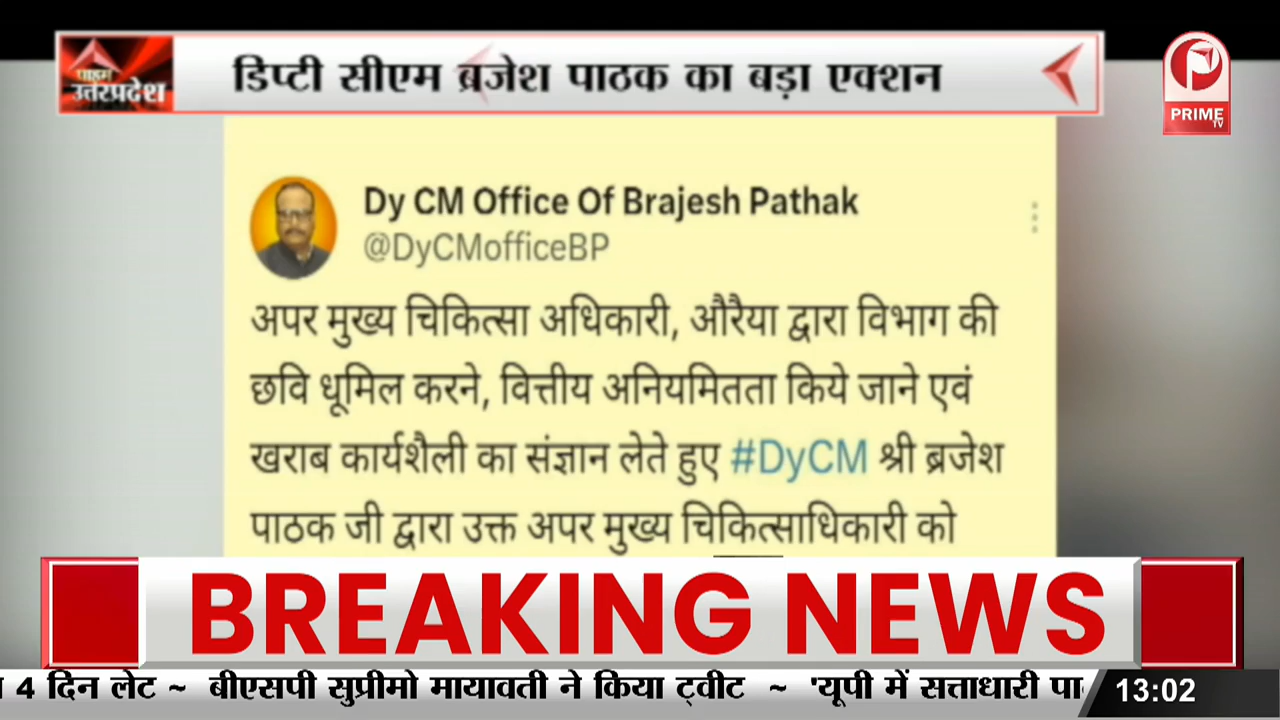 प्राइम
उत्तरप्रदेश
डिप्टी सीएम ब्रजेश पाठक का बड़ा एक्शन
PRIME
TV
Dy CM Office Of Brajesh Pathak
@DyCMofficeBP
अपर मुख्य चिकित्सा अधिकारी, औरैया द्वारा विभाग की
छवि धूमिल करने, वित्तीय अनियमितता किये जाने एवं
खराब कार्यशैली का संज्ञान लेते हुए #DyCM श्री ब्रजेश
पाठक जी द्वारा उक्त अपर मुख्य चिकित्साधिकारी को
BREAKING NEWS
4 दिन लेट ~ बीएसपी सुप्रीमो मायावती ने किया ट्वीट ~ 'यूपी में सत्ताधारी पा
13:02